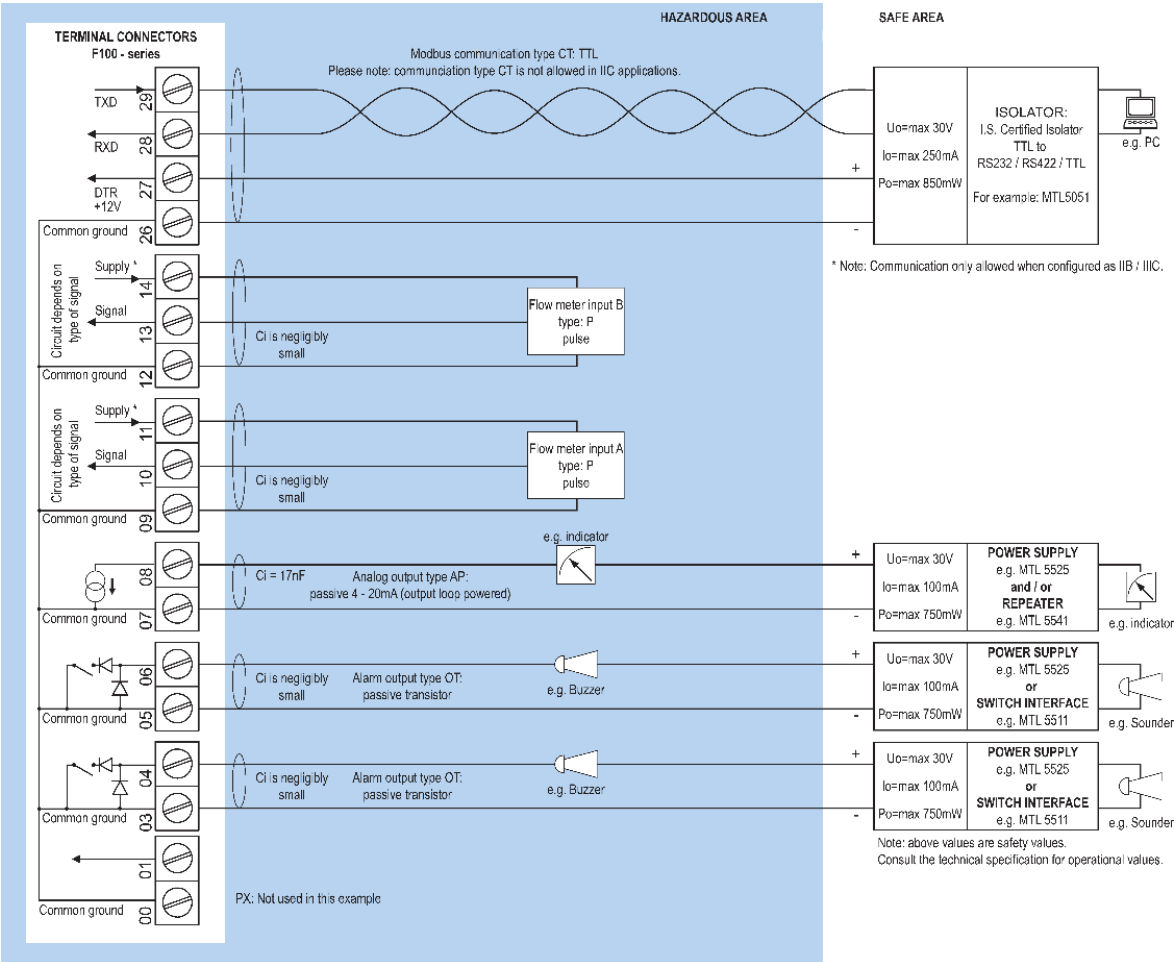 HAZARDOUS AREA
SAFE AREA
TERMINAL CONNECTORS
F100 - series
Modbus communication type CT: TTL
Please note: communciation type CT is not allowed in IIC applications.
TXD
29
RXD
28
DTR
+12V
27
Common ground
26
+
-
Uo=max 30V
Io=max 250mA
Po=max 850mW
ISOLATOR:
I.S. Certified Isolator
TTL to
RS232 / RS422 / TTL
For example: MTL5051
e.g. PC
* Note: Communication only allowed when configured as IIB / IIIC.
Circuit depends on
type of signal
Supply *
14
Signal
13
Common ground
12
Ci is negligibly
small
Flow meter input B
type: P
pulse
Circuit depends on
type of signal
Supply *
11
Signal
10
Common ground
09
Ci is negligibly
small
Flow meter input A
type: P
pulse
08
Common ground
07
Ci = 17nF
Analog output type AP:
passive 4 - 20mA (output loop powered)
e.g. indicator
+
-
Uo=max 30V
Io=max 100mA
Po=max 750mW
POWER SUPPLY
e.g. MTL 5525
and / or
REPEATER
e.g. MTL 5541
e.g. indicator
06
Common ground
05
Ci is negligibly
small
Alarm output type OT:
passive transistor
e.g. Buzzer
+
-
Uo=max 30V
Io=max 100mA
Po=max 750mW
POWER SUPPLY
e.g. MTL 5525
or
SWITCH INTERFACE
e.g. MTL 5511
e.g. Sounder
04
Common ground
03
Ci is negligibly
small
Alarm output type OT:
passive transistor
e.g. Buzzer
+
-
Uo=max 30V
Io=max 100mA
Po=max 750mW
POWER SUPPLY
e.g. MTL 5525
or
SWITCH INTERFACE
e.g. MTL 5511
e.g. Sounder
Note: above values are safety values.
Consult the technical specification for operational values.
01
Common ground
00
PX: Not used in this example